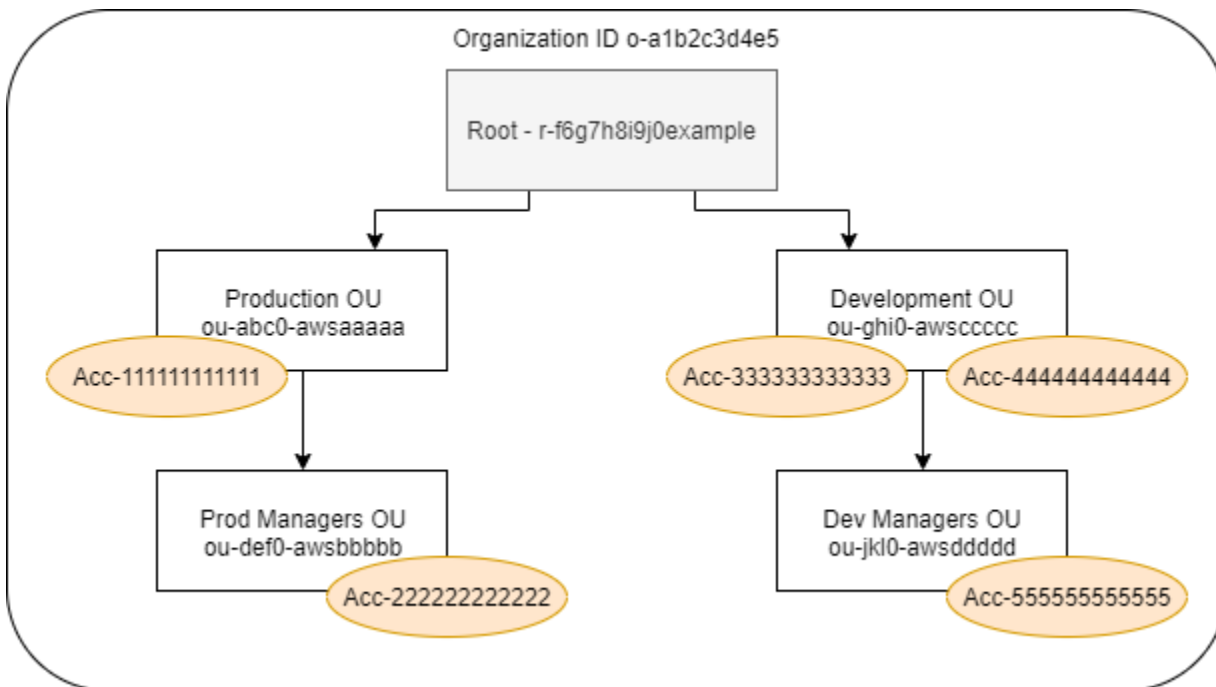 Organization ID o-a1b2c3d4e5
Root - r-f6g7h8i9j0example
Production OU
ou-abc0-awsaaaaa
Acc-111111111111
Development OU
ou-ghi0-awsccccc
Acc-333333333333
Acc-444444444444
Prod Managers OU
ou-def0-awsbbbbb
Acc-222222222222
Dev Managers OU
ou-jkl0-awsddddd
Acc-555555555555